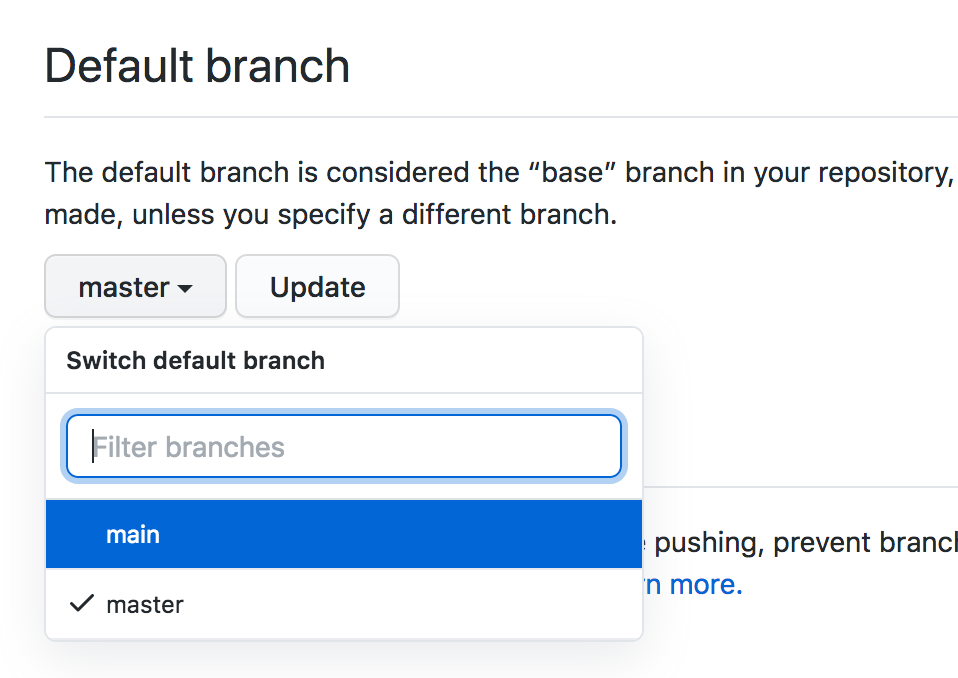 Default branch
The default branch is considered the “base” branch in your repository,
made, unless you specify a different branch.
master Update
Switch default branch
Filter branches
main
pushing, prevent
more.
master